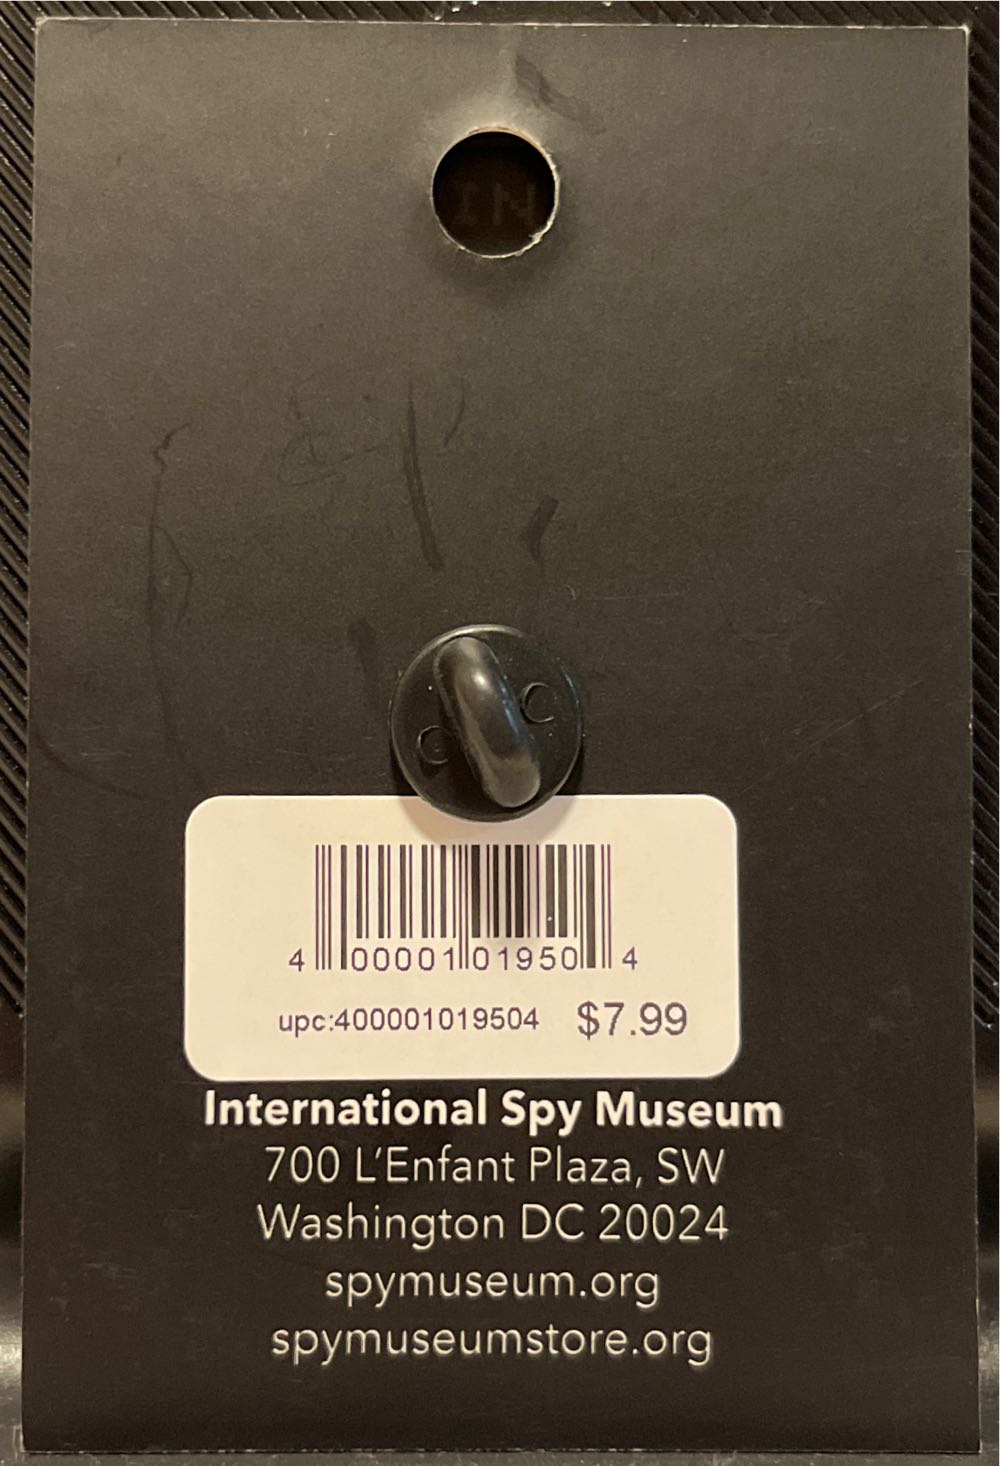 IN
4 00001 01950 4
upc:400001019504 $7.99
International Spy Museum
700 L'Enfant Plaza, SW
Washington DC 20024
spymuseum.org
spymuseumstore.org